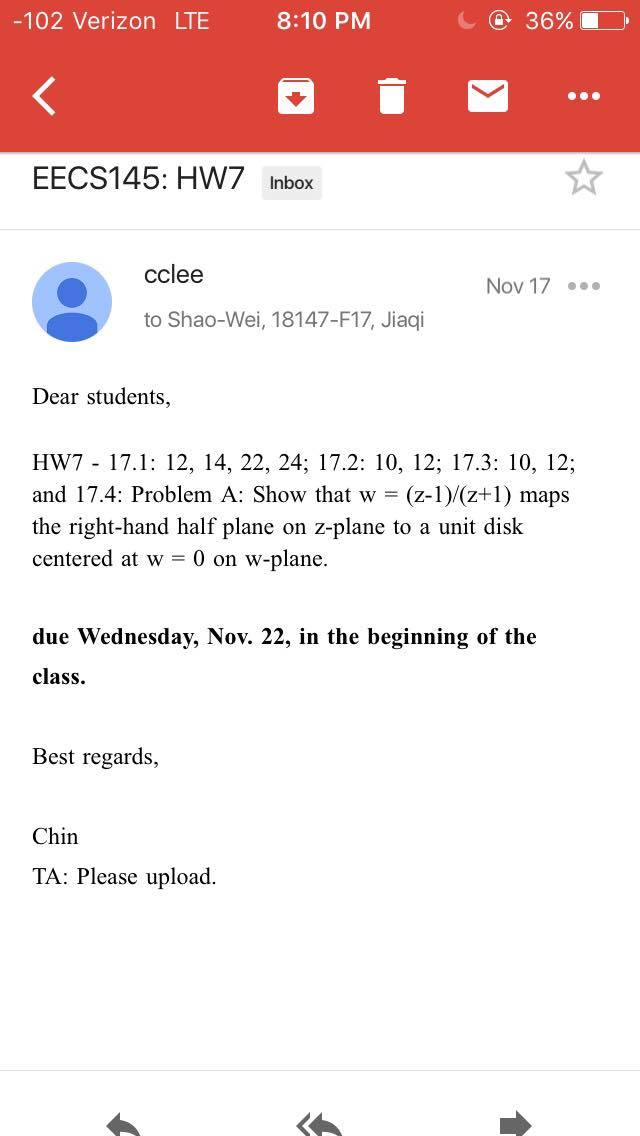 -102 Verizon LTE 8:10 PM 36%
EECS145: HW7 Inbox
cclee Nov 17
to Shao-Wei, 18147-F17, Jiaqi
Dear students,
HW7 - 17.1: 12, 14, 22, 24; 17.2: 10, 12; 17.3: 10, 12;
and 17.4: Problem A: Show that w = (z-1)/(z+1) maps
the right-hand half plane on z-plane to a unit disk
centered at w = 0 on w-plane.
due Wednesday, Nov. 22, in the beginning of the
class.
Best regards,
Chin
TA: Please upload.